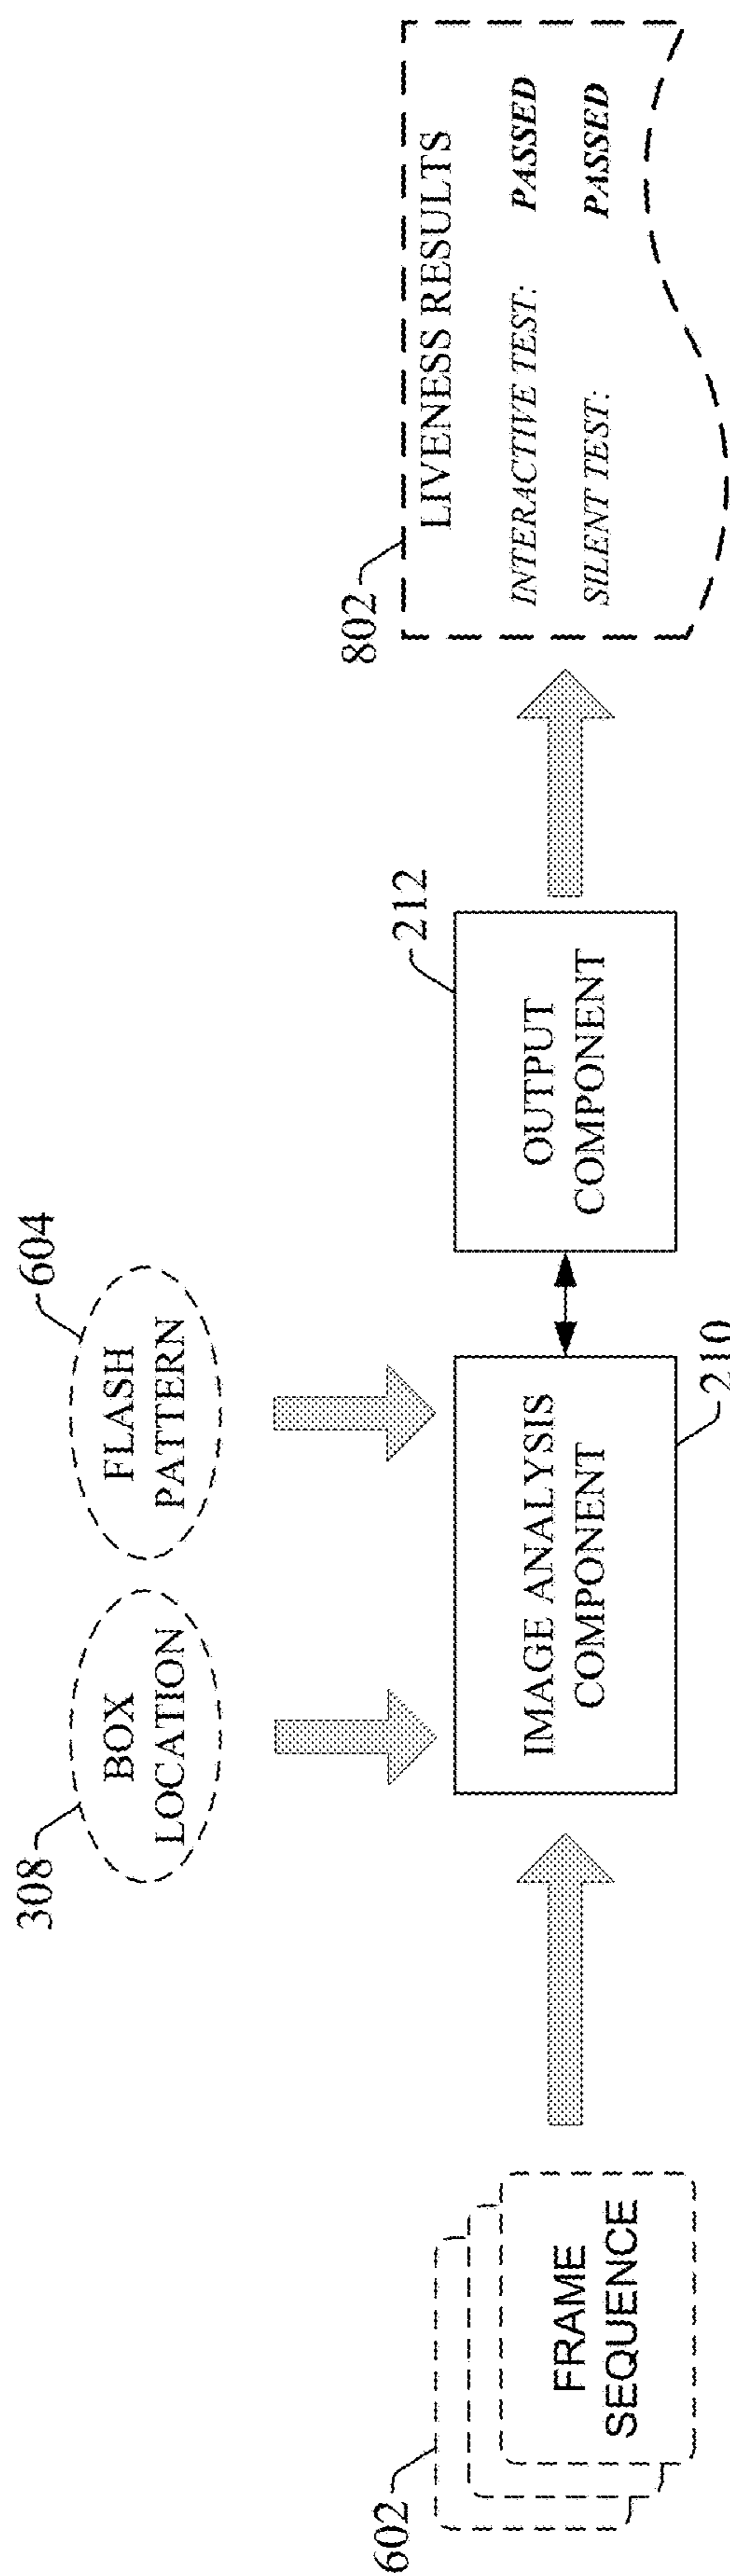 308
BOX
LOCATION
604
FLASH
PATTERN
602
FRAME
SEQUENCE
IMAGE ANALYSIS
COMPONENT
210
OUTPUT
COMPONENT
212
802
LIVENESS RESULTS
INTERACTIVE TEST: PASSED
SILENT TEST: PASSED